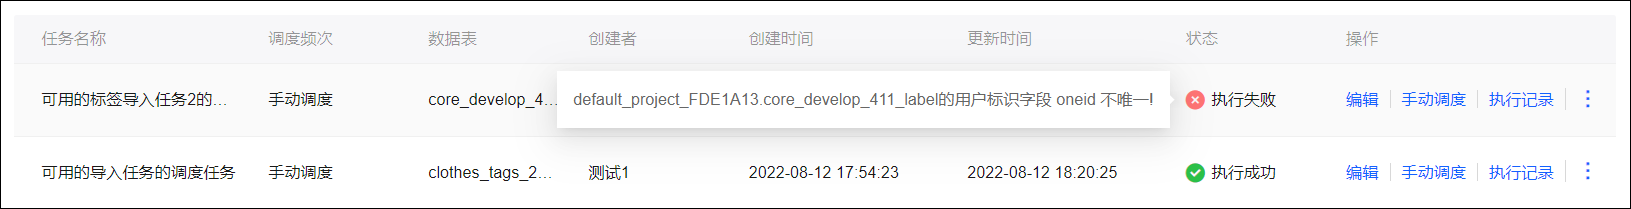 任务名称 调度频次 数据表 创建者 创建时间 更新时间 状态 操作
可用的标签导入任务2的... 手动调度 core_develop_4... default_project_FDE1A13.core_develop_411_label的用户标识字段 oneid 不唯一! 执行失败 编辑 手动调度 执行记录
可用的导入任务的调度任务 手动调度 clothes_tags_2... 测试1 2022-08-12 17:54:23 2022-08-12 18:20:25 执行成功 编辑 手动调度 执行记录